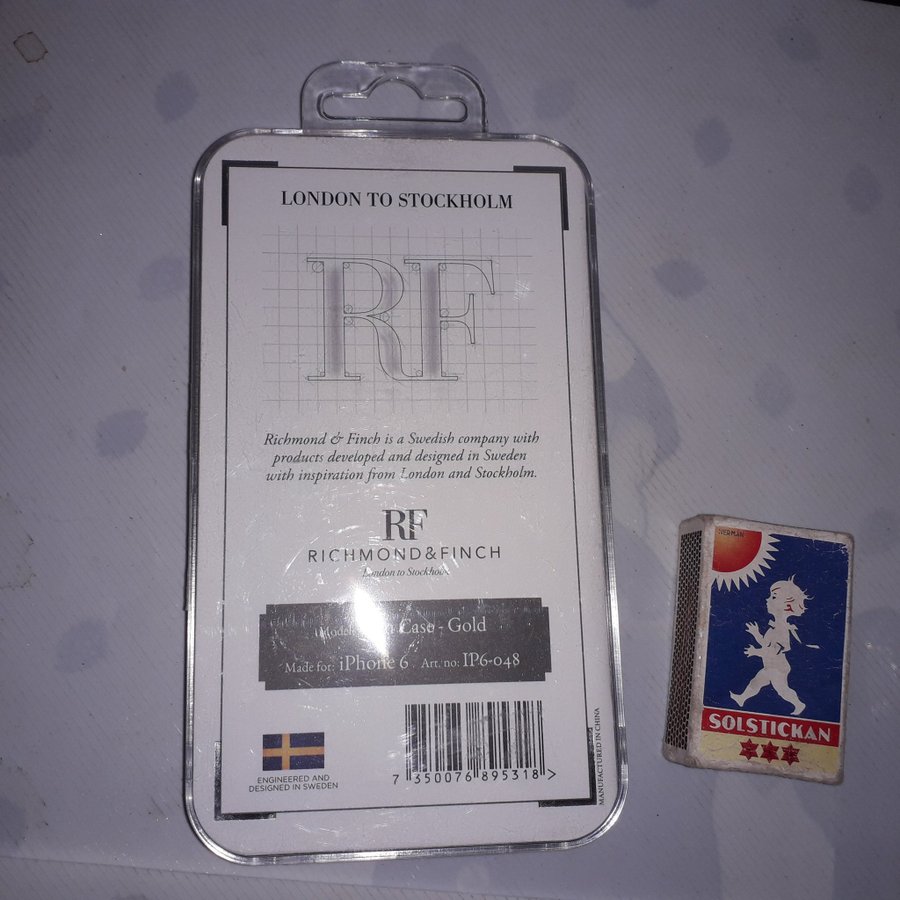 LONDON TO STOCKHOLM
RF
Richmond & Finch is a Swedish company with
products developed and designed in Sweden
with inspiration from London and Stockholm.
RF
RICHMOND&FINCH
London to Stockholm
Model: Case - Gold
Made for: iPhone 6 Art. no: IP6-048
ENGINEERED AND
DESIGNED IN SWEDEN
7 350076 895318 >
MANUFACTURED IN CHINA
NERMAN
SOLSTICKAN